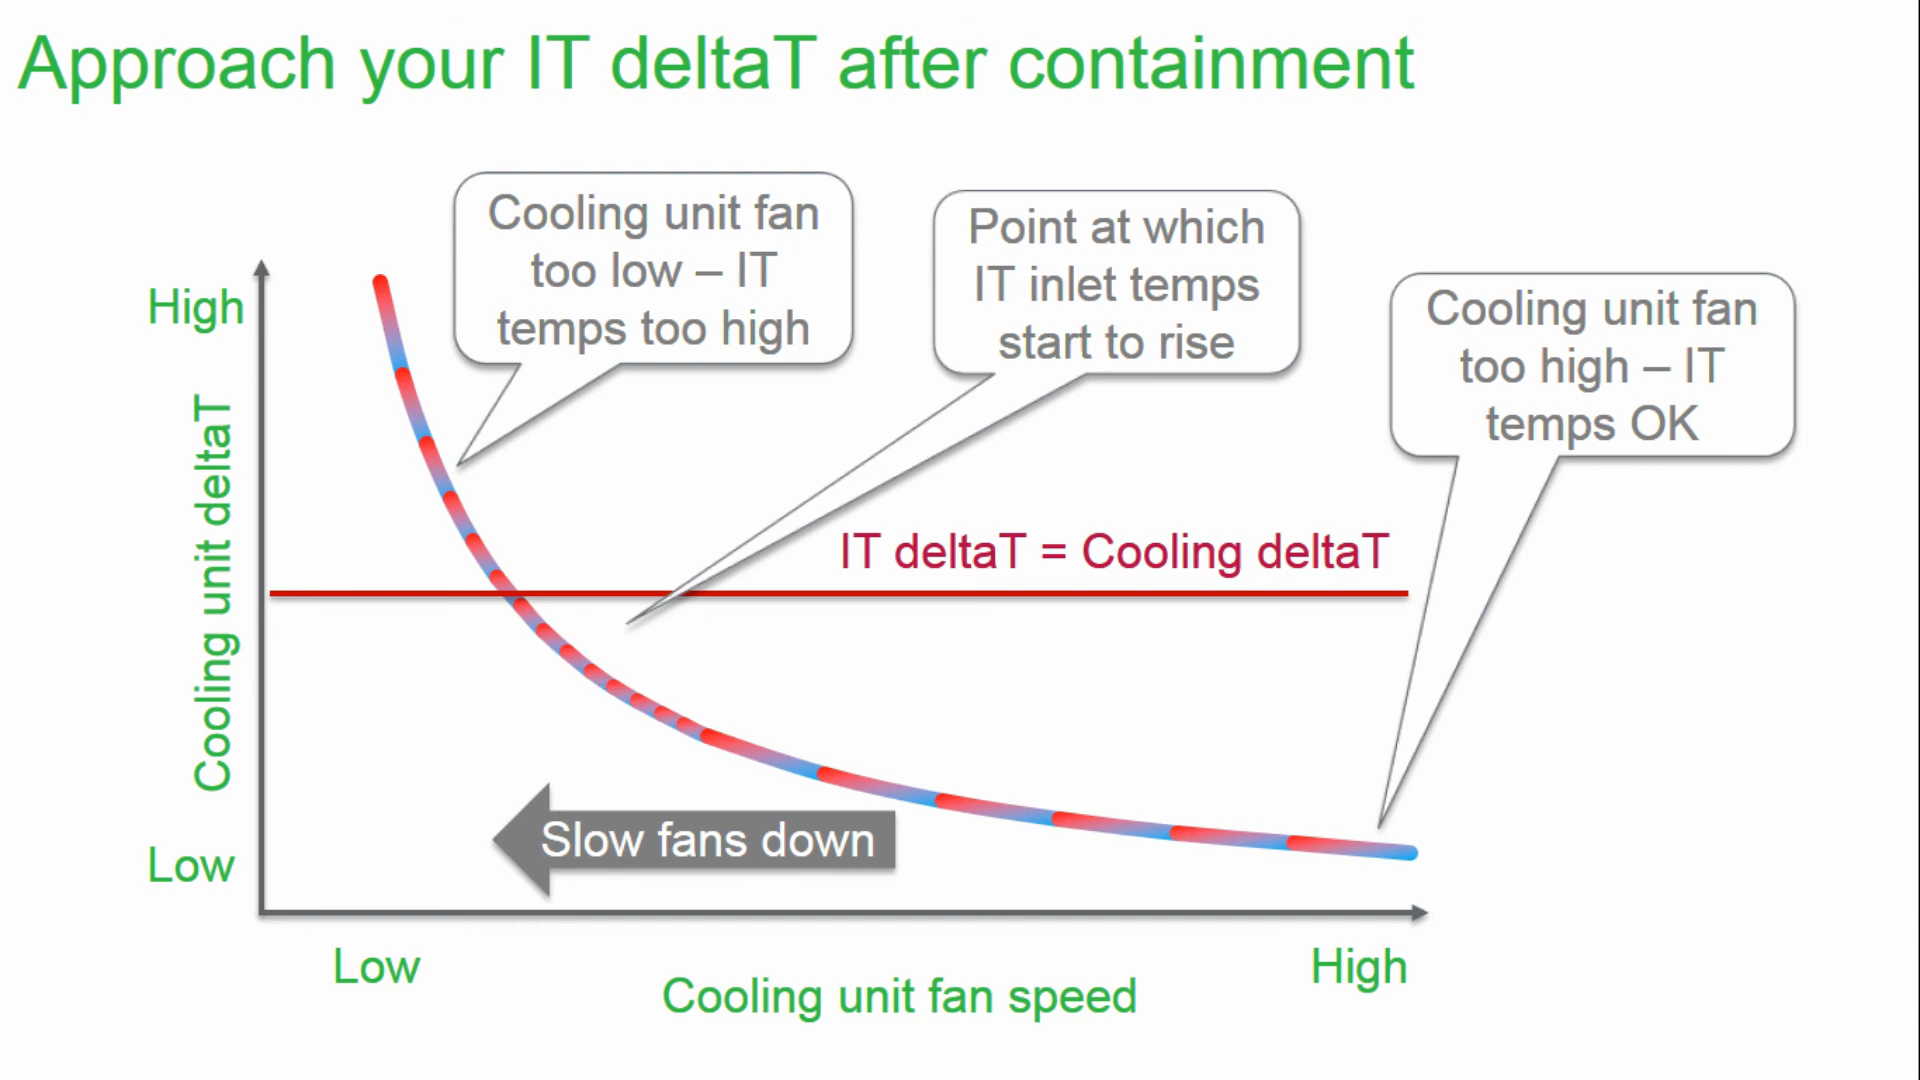 Approach your IT deltaT after containment
Cooling unit fan
too low – IT
temps too high
Point at which
IT inlet temps
start to rise
Cooling unit fan
too high – IT
temps OK
High
Cooling unit deltaT
Low
IT deltaT = Cooling deltaT
Slow fans down
Low
High
Cooling unit fan speed